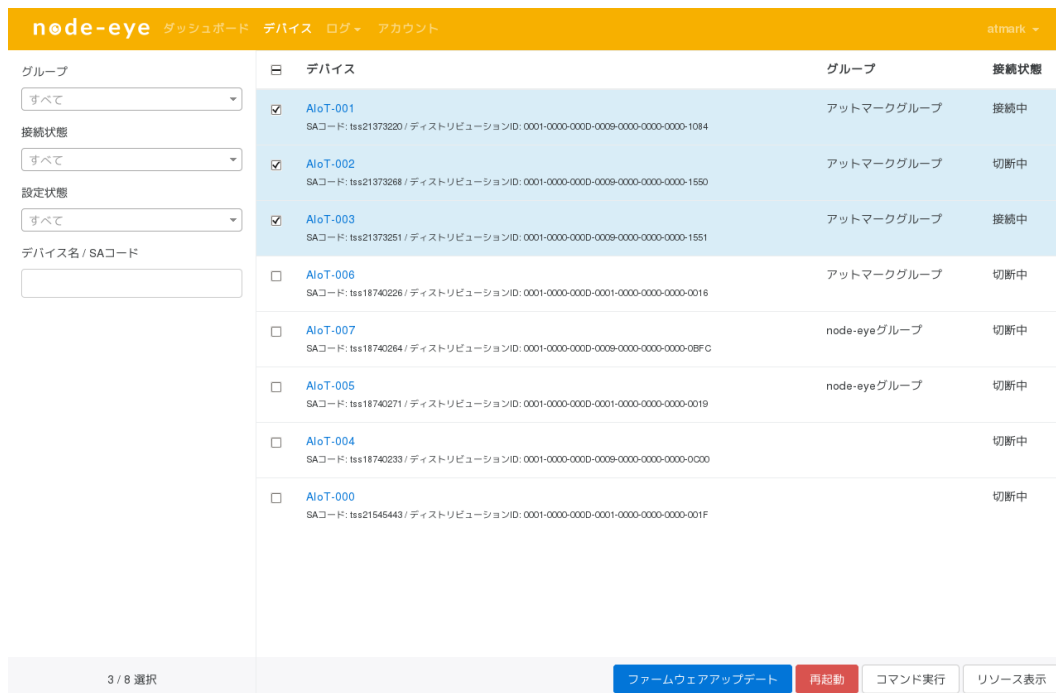 node-eye ダッシュボード デバイス ログ アカウント atmark
グループ
すべて
接続状態
すべて
設定状態
すべて
デバイス名 / SAコード
デバイス グループ 接続状態
AIoT-001 アットマークグループ 接続中
SAコード: tss21373220 / ディストリビューションID: 0001-0000-000D-0009-0000-0000-0000-1084
AIoT-002 アットマークグループ 切断中
SAコード: tss21373268 / ディストリビューションID: 0001-0000-000D-0009-0000-0000-0000-1550
AIoT-003 アットマークグループ 接続中
SAコード: tss21373251 / ディストリビューションID: 0001-0000-000D-0009-0000-0000-0000-1551
AIoT-006 アットマークグループ 切断中
SAコード: tss18740226 / ディストリビューションID: 0001-0000-000D-0001-0000-0000-0000-0016
AIoT-007 node-eyeグループ 切断中
SAコード: tss18740264 / ディストリビューションID: 0001-0000-000D-0009-0000-0000-0000-0BFC
AIoT-005 node-eyeグループ 切断中
SAコード: tss18740271 / ディストリビューションID: 0001-0000-000D-0001-0000-0000-0000-0019
AIoT-004 切断中
SAコード: tss18740233 / ディストリビューションID: 0001-0000-000D-0009-0000-0000-0000-0C00
AIoT-000 切断中
SAコード: tss21545443 / ディストリビューションID: 0001-0000-000D-0001-0000-0000-0000-001F
3 / 8 選択 ファームウェアアップデート 再起動 コマンド実行 リソース表示